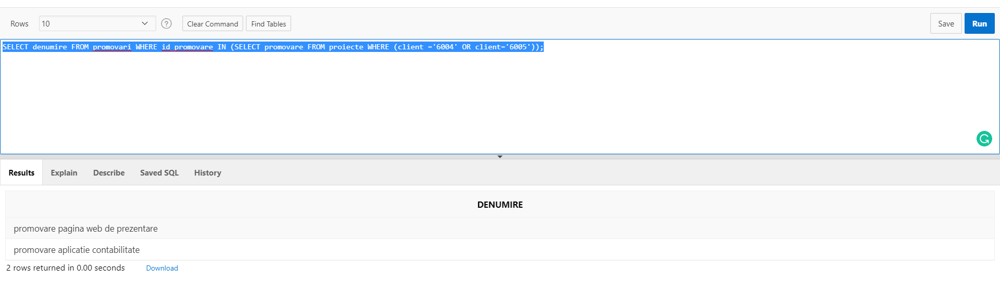 Rows 10 ? Clear Command Find Tables Save Run
SELECT denumire FROM promovari WHERE id_promovare IN (SELECT promovare FROM proiecte WHERE (client ='6004' OR client='6005'));
Results Explain Describe Saved SQL History
DENUMIRE
promovare pagina web de prezentare
promovare aplicatie contabilitate
2 rows returned in 0.00 seconds Download